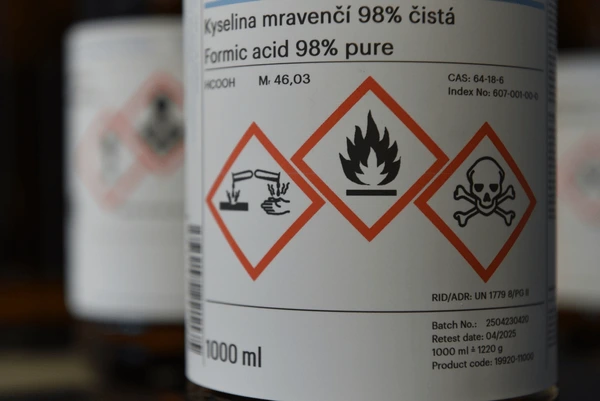 Kyselina mravenčí 98% čistá
Formic acid 98% pure
HCOOH Mr 46,03
CAS: 64-18-6
Index No: 607-001-00-0
RID/ADR: UN 1779 8/PG II
1000 ml
Batch No.: 2504230420
Retest date: 04/2025
1000 ml ≙ 1220 g
Product code: 19920-11000